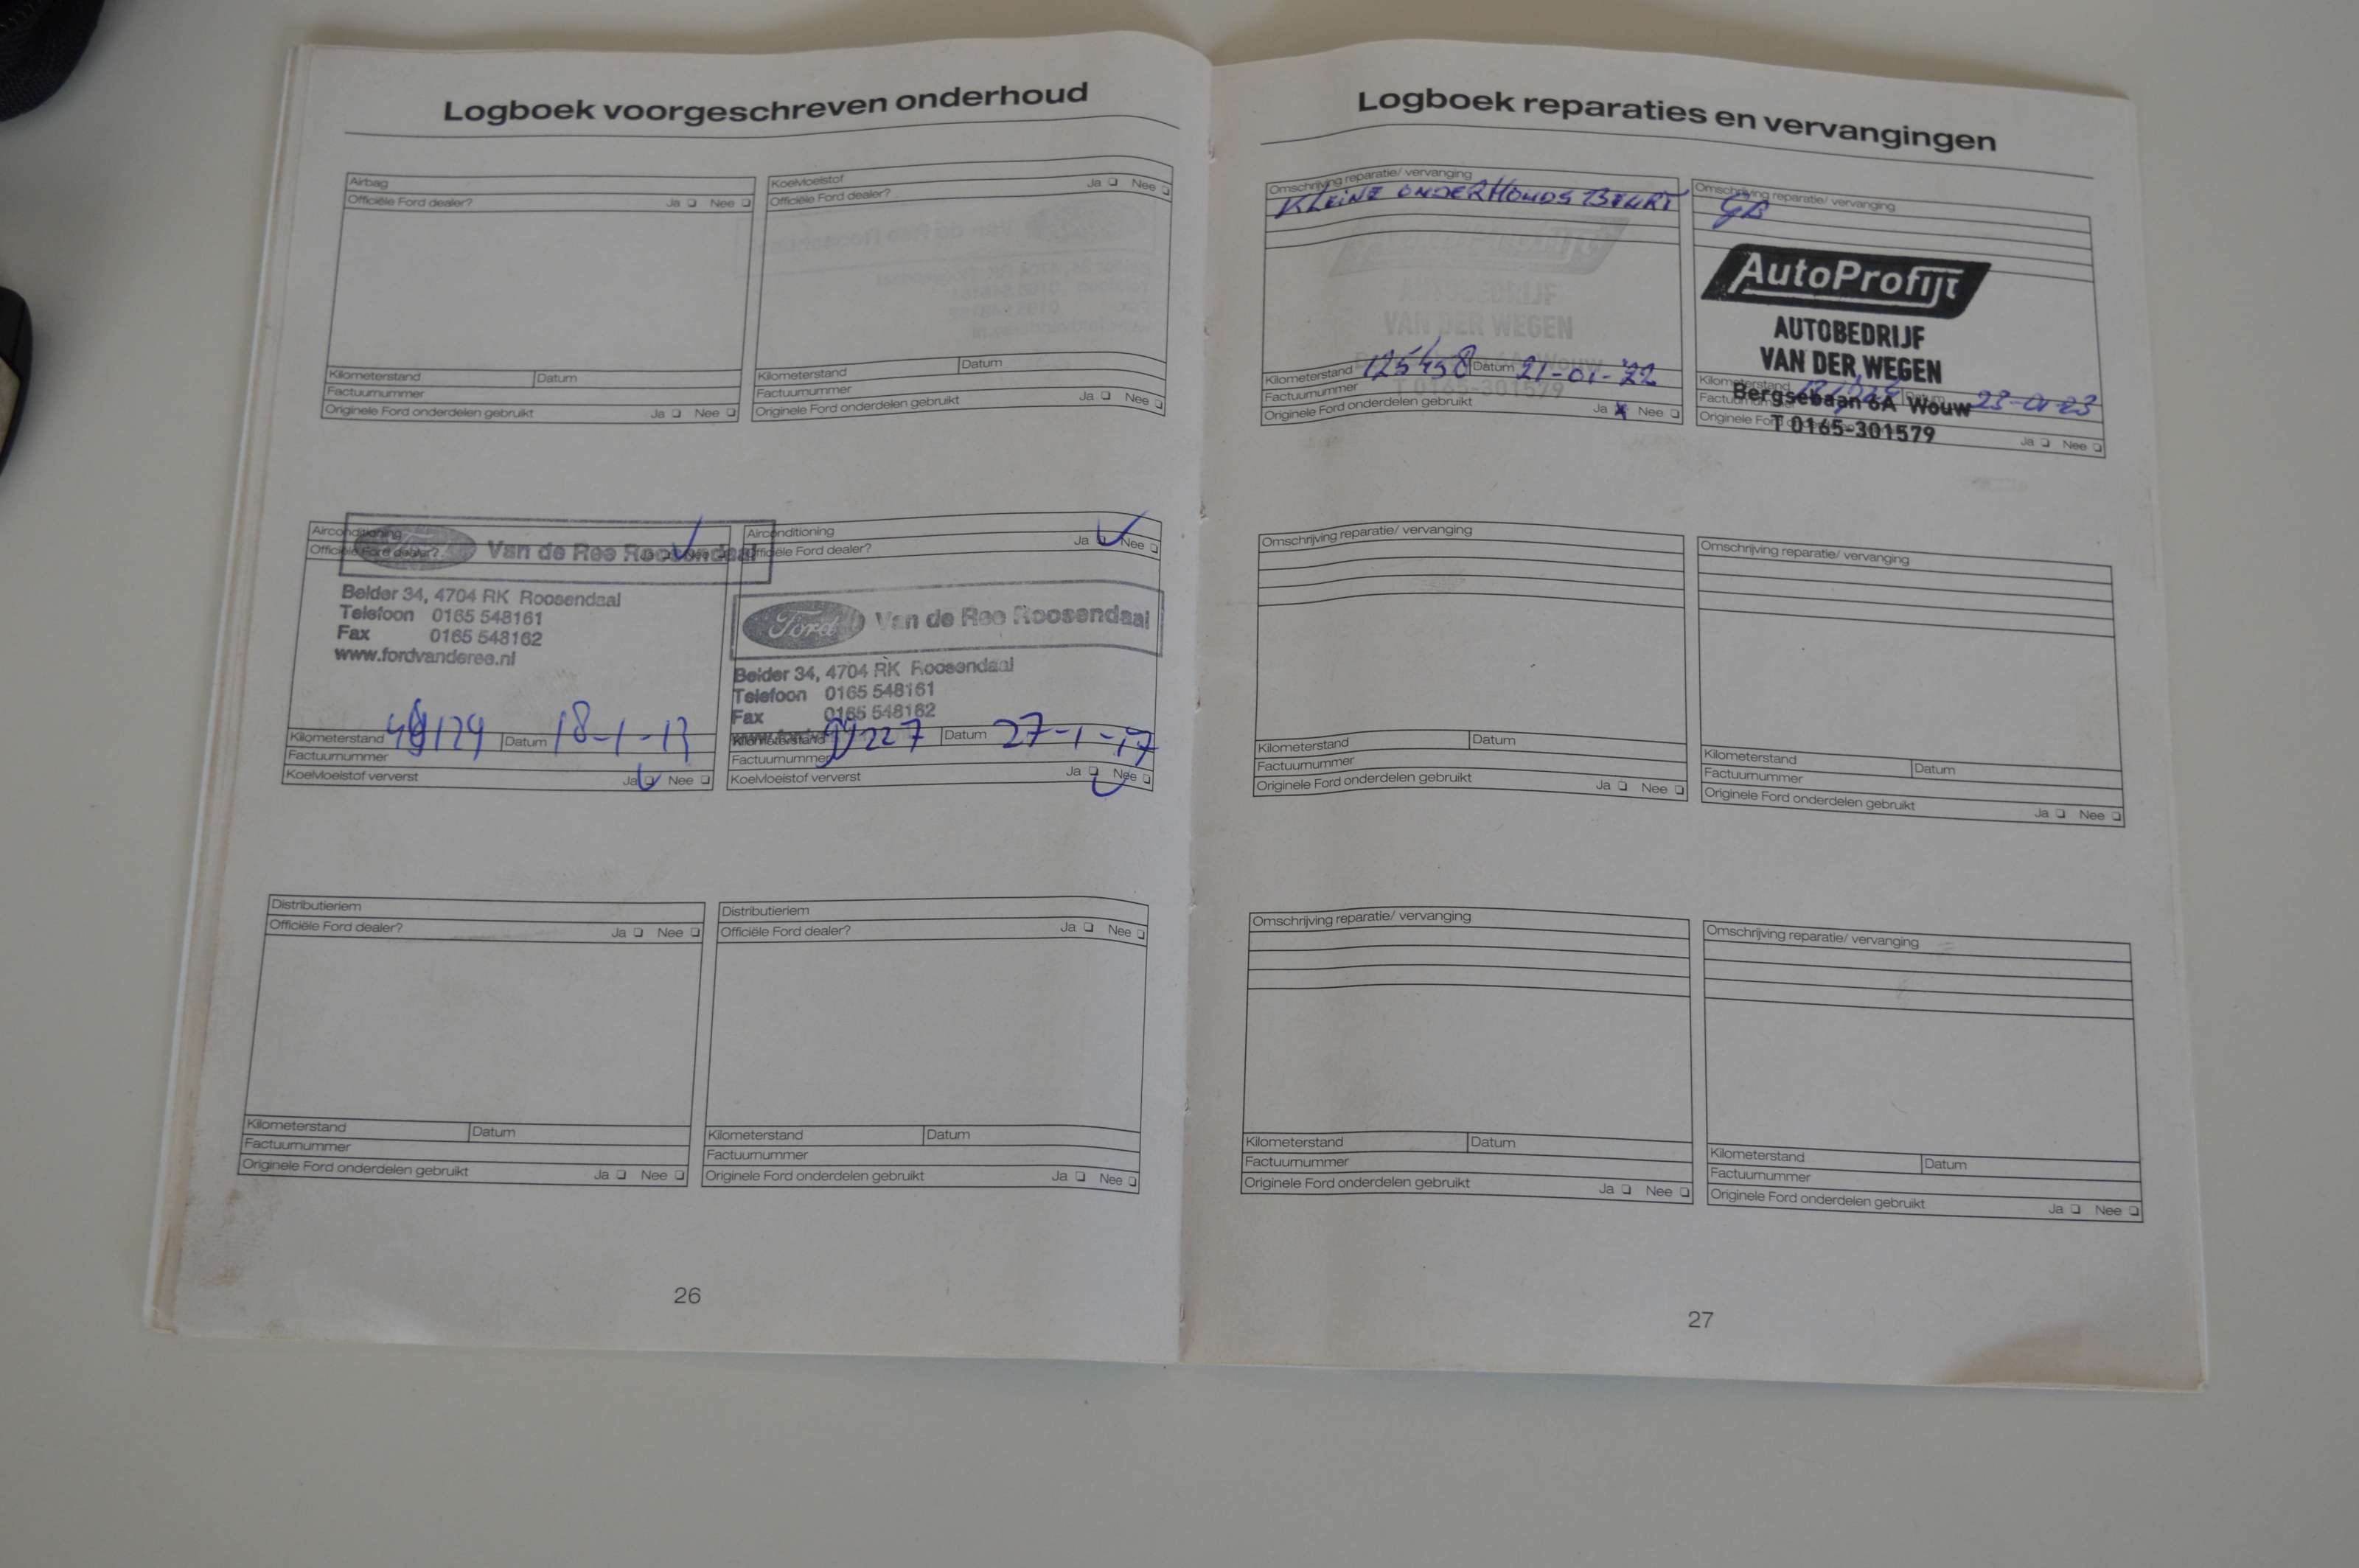 Logboek voorgeschreven onderhoud
Airbag
Officiële Ford dealer? Ja Nee
Kilometerstand Datum
Factuurnummer
Originele Ford onderdelen gebruikt Ja Nee
Koelvloeistof
Officiële Ford dealer? Ja Nee
Kilometerstand Datum
Factuurnummer
Originele Ford onderdelen gebruikt Ja Nee
Airconditioning
Officiële Ford dealer?
Van de Ree Roosendaal
Belder 34, 4704 RK Roosendaal
Telefoon 0165 548161
Fax 0165 548162
www.fordvanderee.nl
Kilometerstand Datum 18-1-13
Factuurnummer
Koelvloeistof ververst Ja Nee
Airconditioning
Officiële Ford dealer? Ja Nee
Ford Van de Ree Roosendaal
Belder 34, 4704 RK Roosendaal
Telefoon 0165 548161
Fax 0165 548162
Kilometerstand 99227 Datum 27-1-17
Factuurnummer
Koelvloeistof ververst Ja Nee
Distributieriem
Officiële Ford dealer? Ja Nee
Kilometerstand Datum
Factuurnummer
Originele Ford onderdelen gebruikt Ja Nee
Distributieriem
Officiële Ford dealer? Ja Nee
Kilometerstand Datum
Factuurnummer
Originele Ford onderdelen gebruikt Ja Nee
26
Logboek reparaties en vervangingen
Omschrijving reparatie/ vervanging
KLEINE ONDERHOUDS BEURT
Kilometerstand 125458 Datum 21-01-'22
Factuurnummer
Originele Ford onderdelen gebruikt Ja Nee
Omschrijving reparatie/ vervanging
GB
AutoProfijt
AUTOBEDRIJF
VAN DER WEGEN
Kilometerstand 23-01-23
Bergsebaan 6A Wouw
T 0165-301579
Ja Nee
Omschrijving reparatie/ vervanging
Kilometerstand Datum
Factuurnummer
Originele Ford onderdelen gebruikt Ja Nee
Omschrijving reparatie/ vervanging
Kilometerstand Datum
Factuurnummer
Originele Ford onderdelen gebruikt Ja Nee
Omschrijving reparatie/ vervanging
Kilometerstand Datum
Factuurnummer
Originele Ford onderdelen gebruikt Ja Nee
Omschrijving reparatie/ vervanging
Kilometerstand Datum
Factuurnummer
Originele Ford onderdelen gebruikt Ja Nee
27